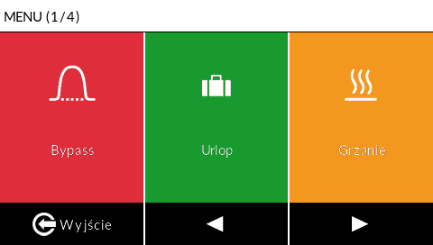 MENU (1/4)
Bypass Urlop Grzanie
Wyjście